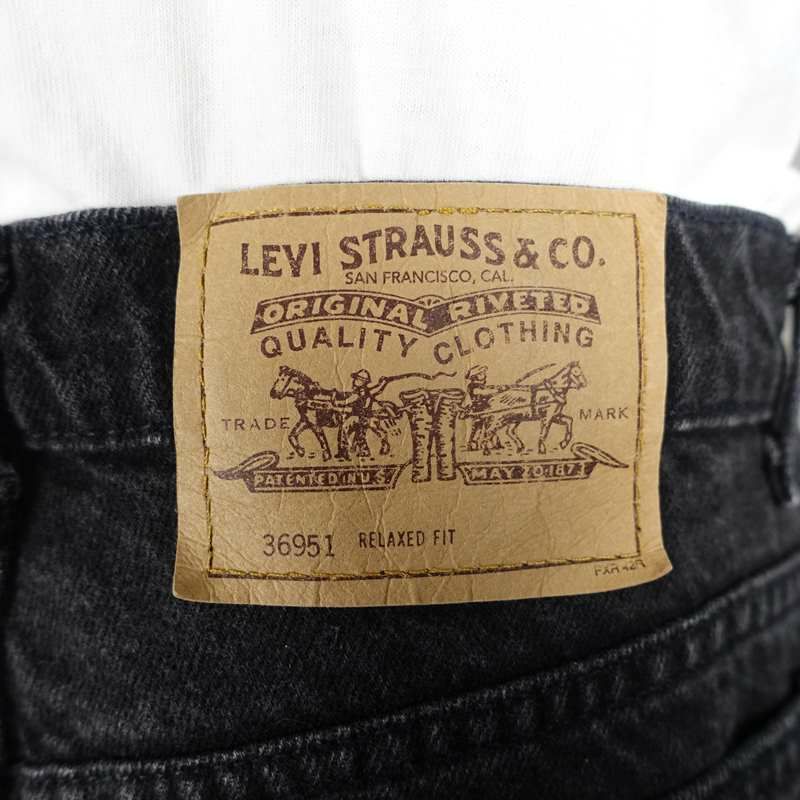 LEVI STRAUSS & CO.
SAN FRANCISCO, CAL.
ORIGINAL RIVETED
QUALITY CLOTHING
TRADE MARK
PATENTED IN U.S. MAY 20.1873
36951 RELAXED FIT